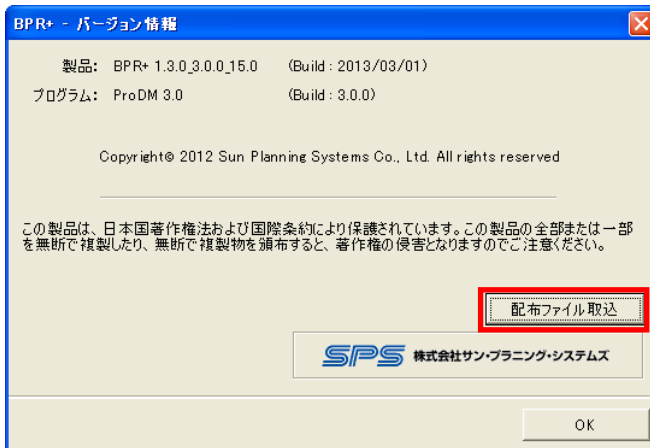 BPR+ - バージョン情報
製品: BPR+ 1.3.0_3.0.0_15.0 (Build : 2013/03/01)
プログラム: ProDM 3.0 (Build : 3.0.0)
Copyright© 2012 Sun Planning Systems Co., Ltd. All rights reserved
この製品は、日本国著作権法および国際条約により保護されています。この製品の全部または一部
を無断で複製したり、無断で複製物を頒布すると、著作権の侵害となりますのでご注意ください。
配布ファイル取込
SPS 株式会社サン・プラニング・システムズ
OK